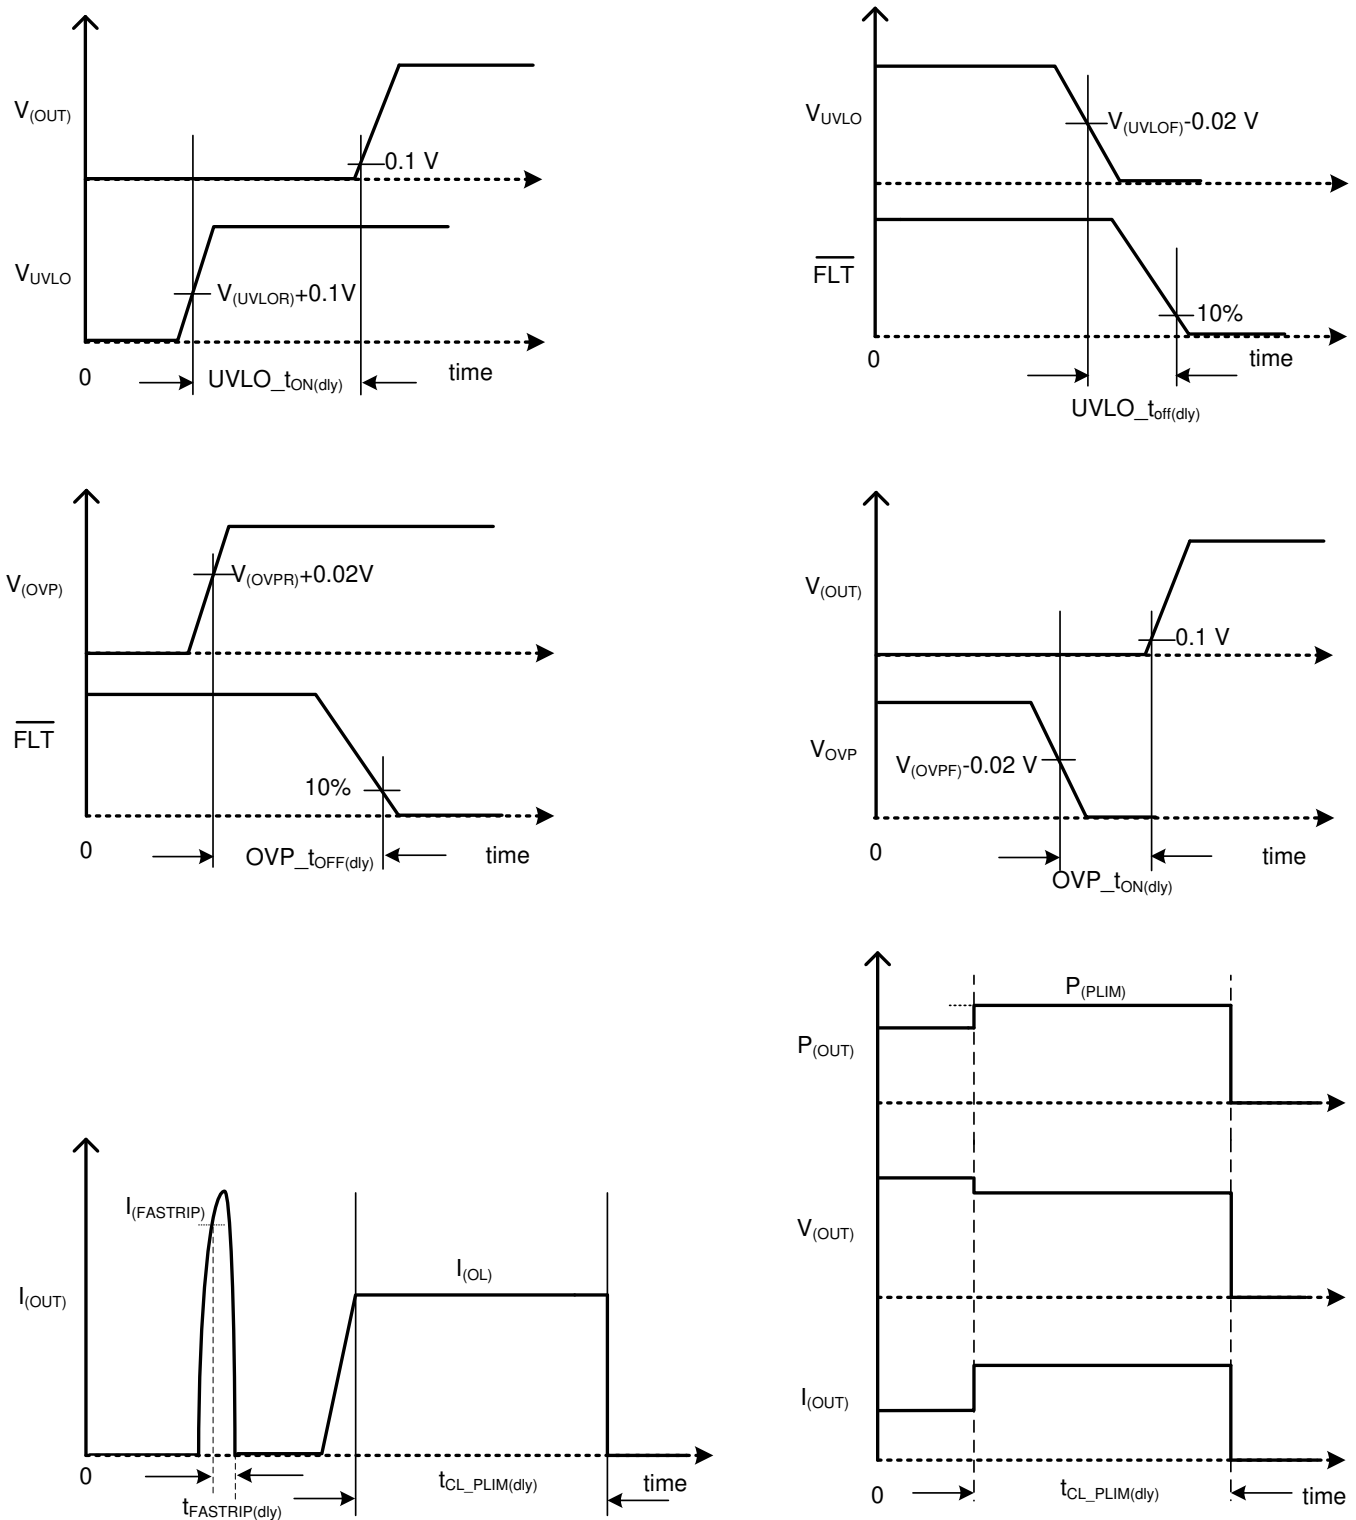 V(OUT)
0.1 V
VUVLO
V(UVLOR)+0.1V
0
UVLO_tON(dly)
time
VUVLO
V(UVLOF)-0.02 V
FLT
10%
0
time
UVLO_toff(dly)
V(OVP)
V(OVPR)+0.02V
FLT
10%
0
OVP_tOFF(dly)
time
V(OUT)
0.1 V
VOVP
V(OVPF)-0.02 V
0
time
OVP_tON(dly)
I(FASTRIP)
I(OL)
I(OUT)
0
tFASTRIP(dly)
tCL_PLIM(dly)
time
P(PLIM)
P(OUT)
V(OUT)
I(OUT)
0
tCL_PLIM(dly)
time